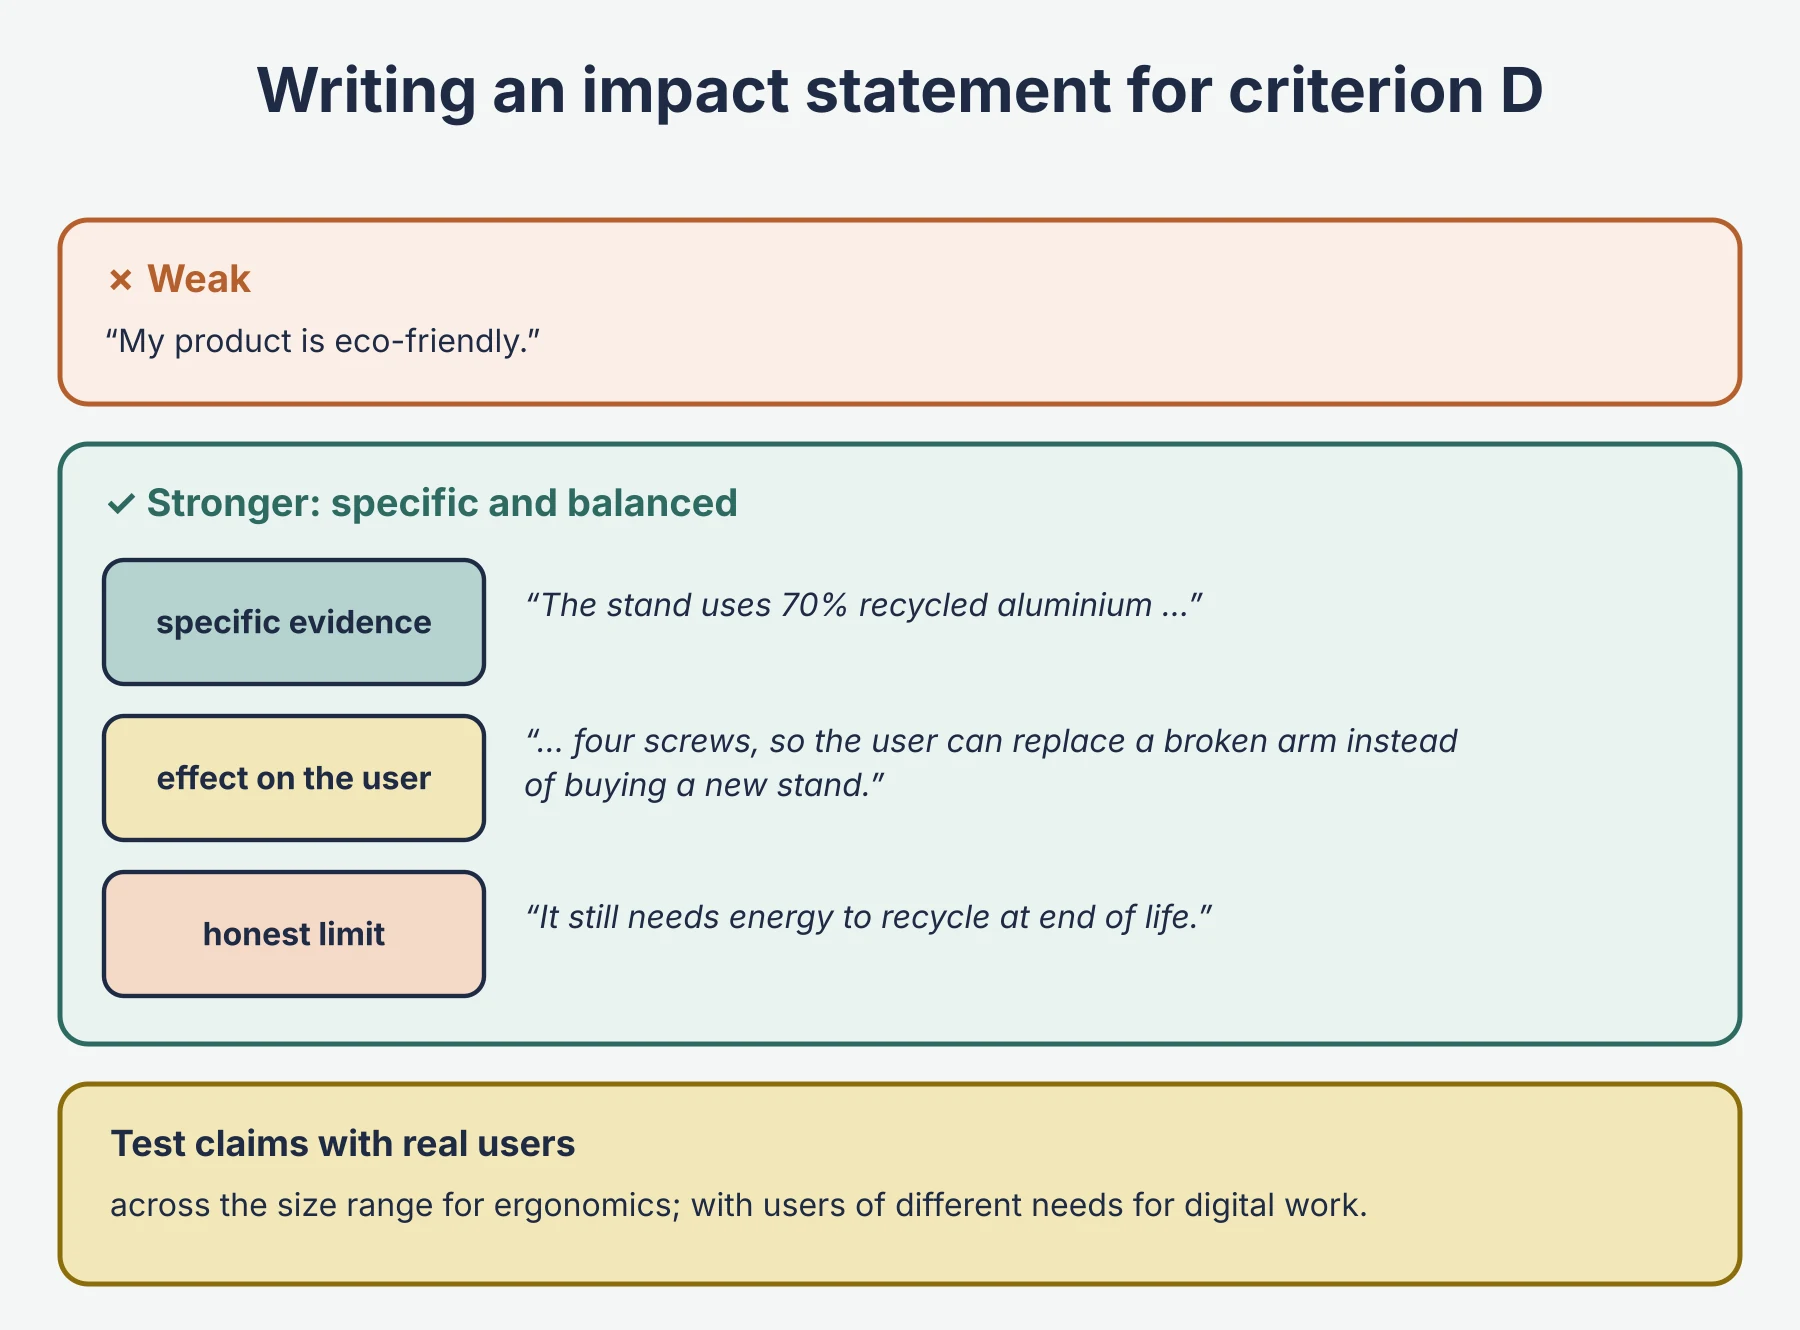 Writing an impact statement for criterion D
× Weak
“My product is eco-friendly.”
✓ Stronger: specific and balanced
specific evidence
“The stand uses 70% recycled aluminium …”
effect on the user
“… four screws, so the user can replace a broken arm instead
of buying a new stand.”
honest limit
“It still needs energy to recycle at end of life.”
Test claims with real users
across the size range for ergonomics; with users of different needs for digital work.